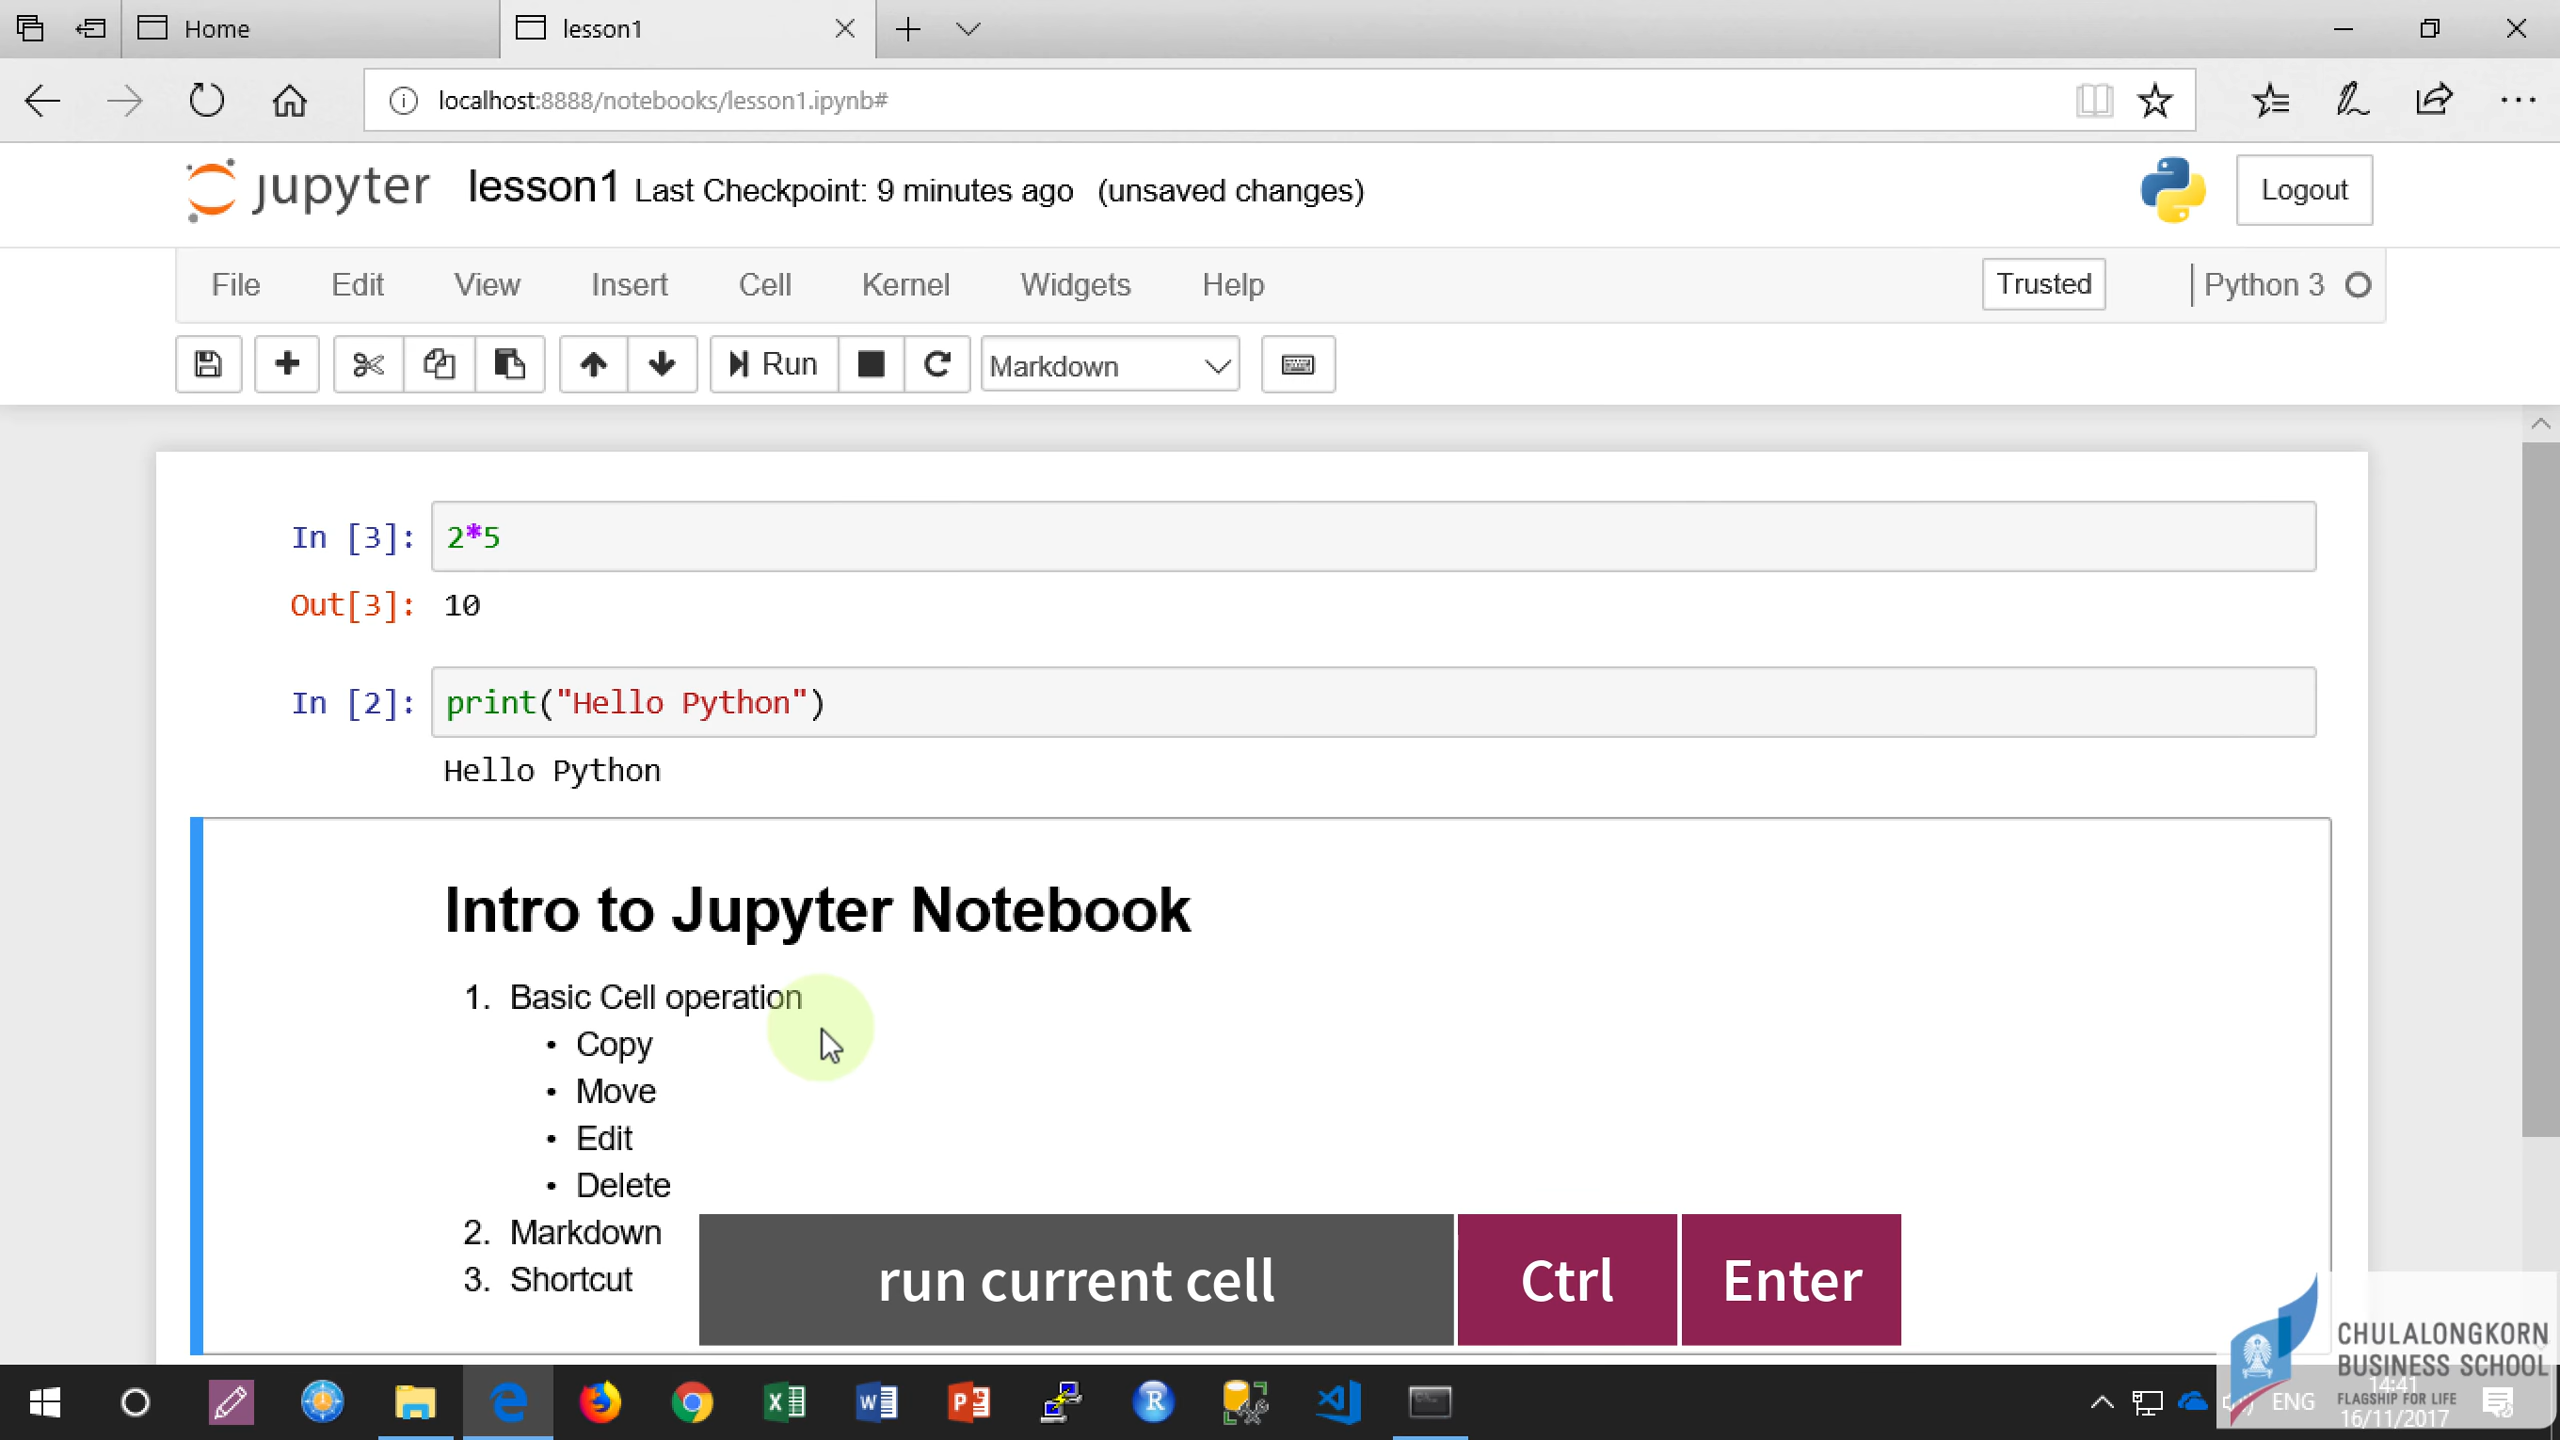 Home
lesson1
localhost:8888/notebooks/lesson1.ipynb#
jupyter lesson1 Last Checkpoint: 9 minutes ago (unsaved changes)
Logout
File Edit View Insert Cell Kernel Widgets Help
Trusted
Python 3
Run
Markdown
In [3]: 2*5
Out[3]: 10
In [2]: print("Hello Python")
Hello Python
Intro to Jupyter Notebook
1. Basic Cell operation
• Copy
• Move
• Edit
• Delete
2. Markdown
3. Shortcut
run current cell Ctrl Enter
CHULALONGKORN
BUSINESS SCHOOL
FLAGSHIP FOR LIFE
ENG
14:41
16/11/2017